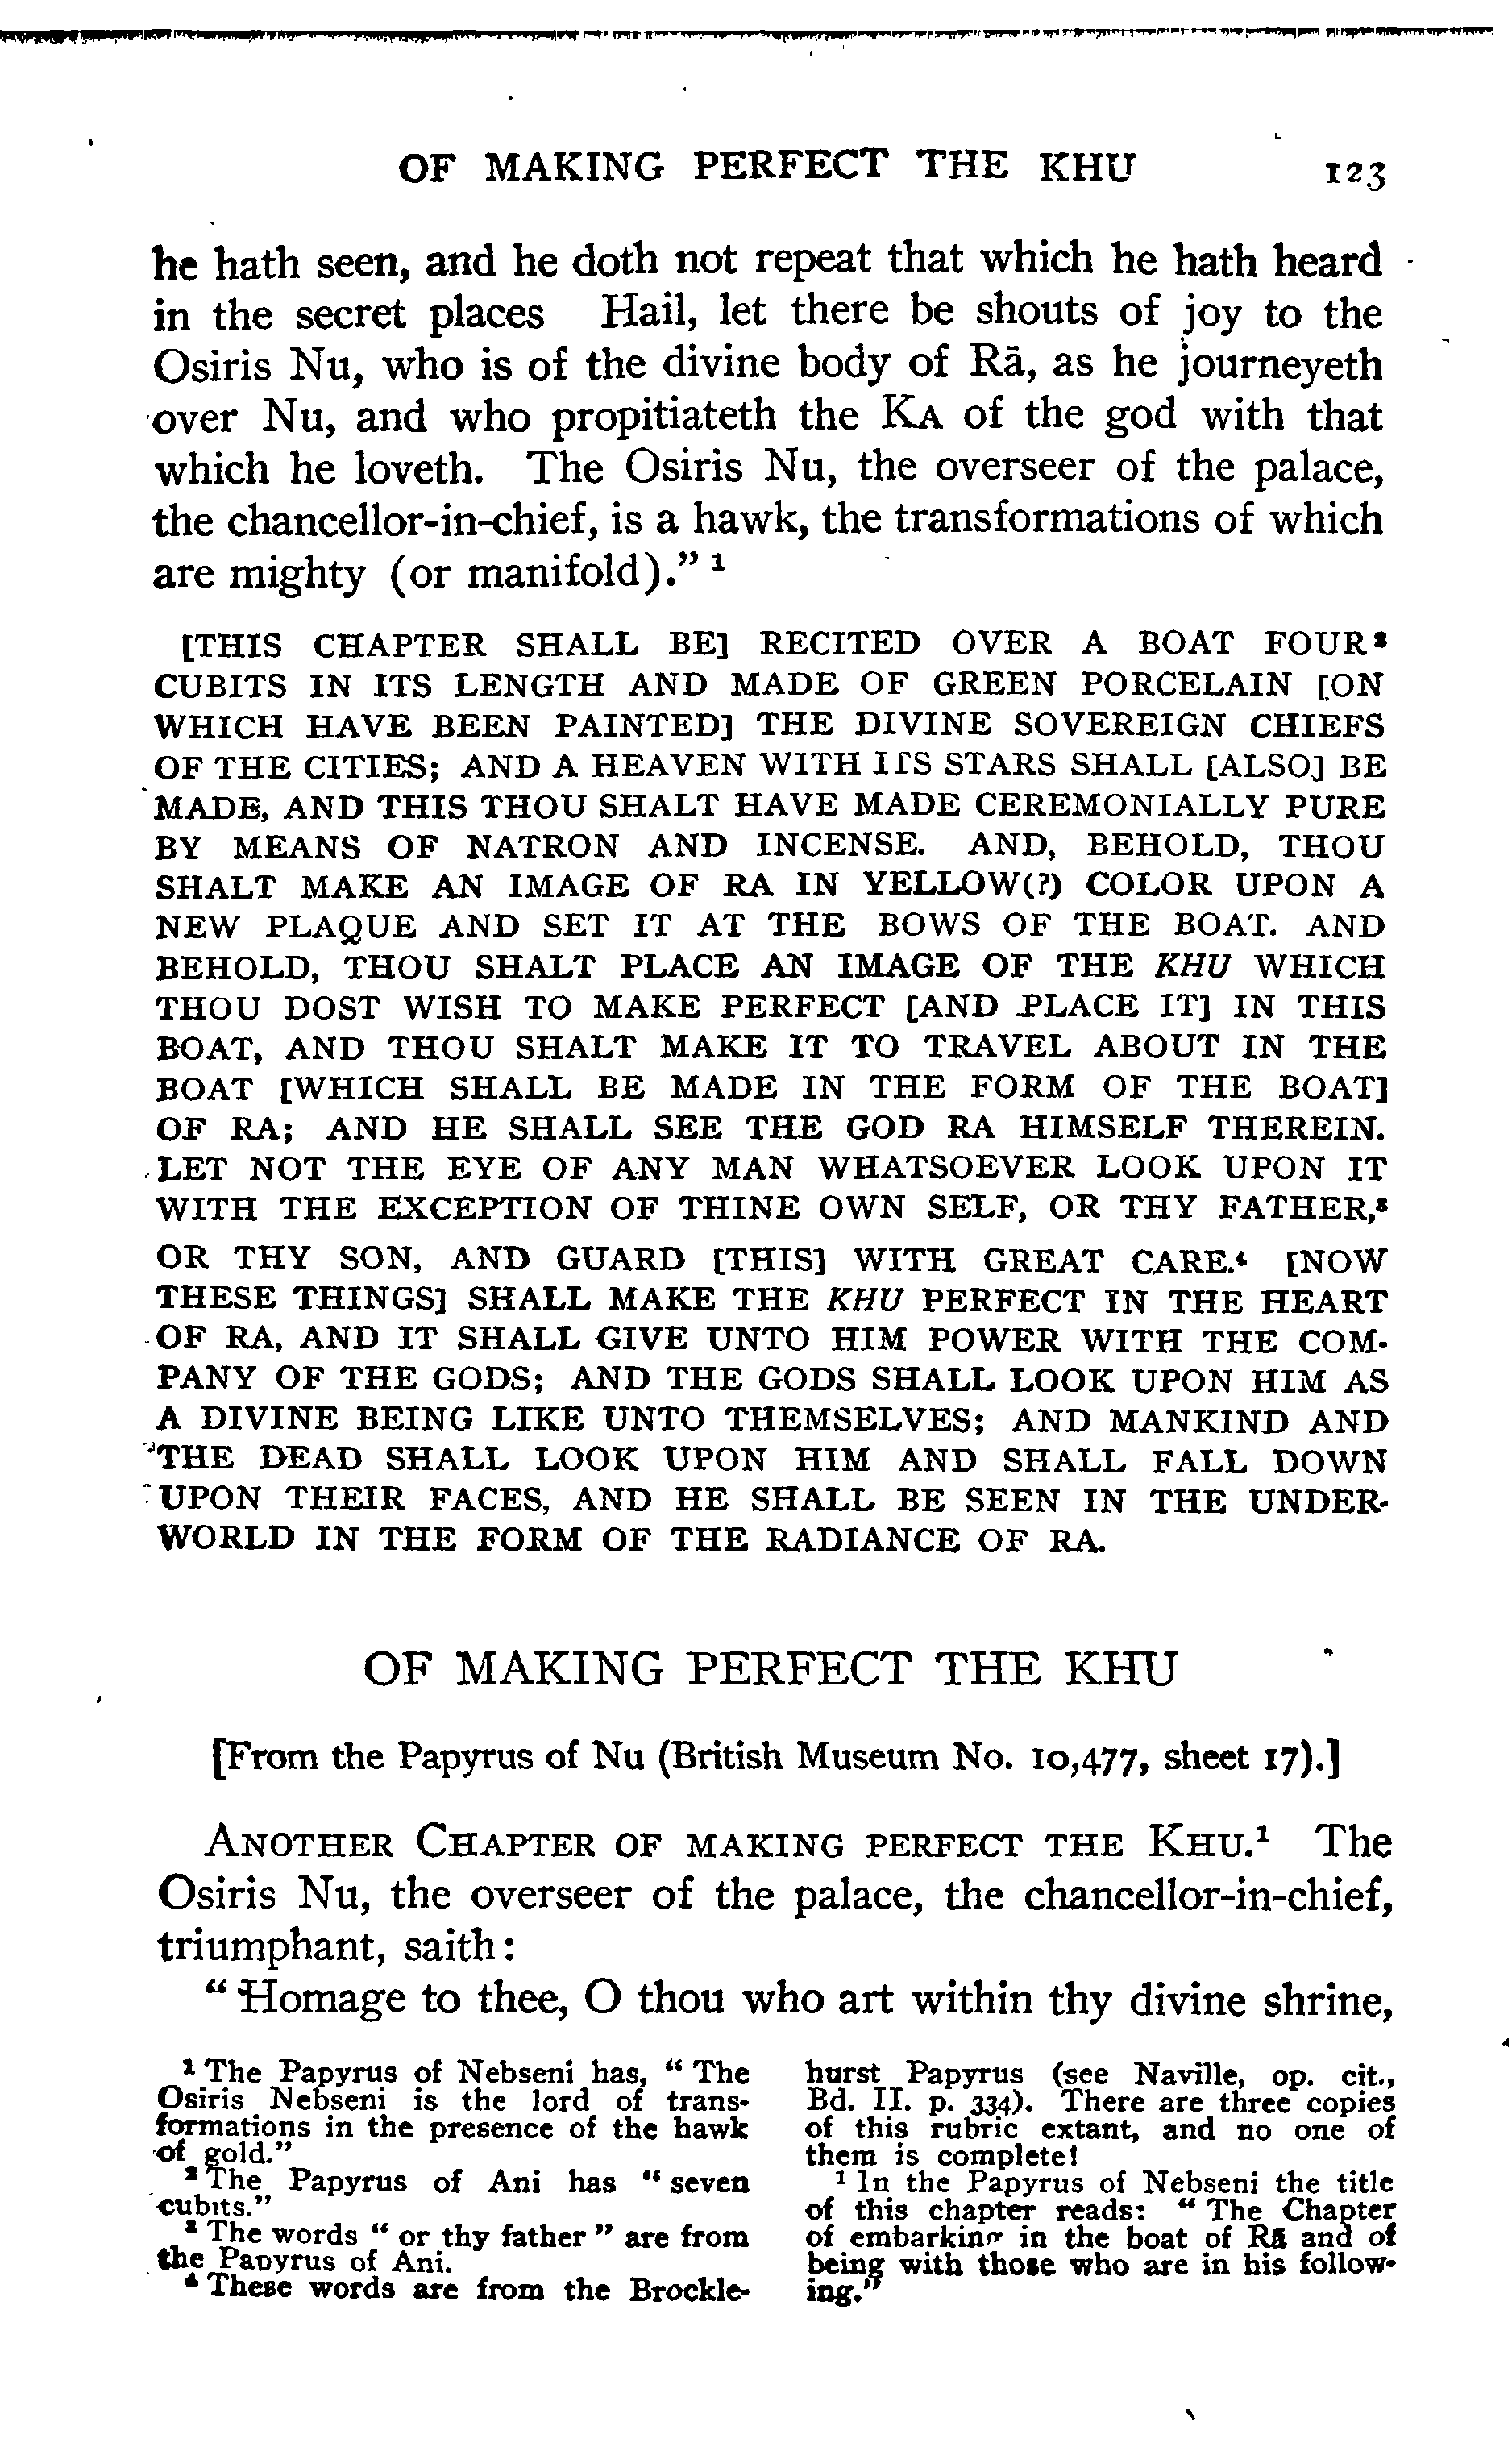 OF MAKING PERFECT THE KHU 123
he hath seen, and he doth not repeat that which he hath heard
in the secret places Hail, let there be shouts of joy to the
Osiris Nu, who is of the divine body of Rā, as he journeyeth
over Nu, and who propitiateth the KA of the god with that
which he loveth. The Osiris Nu, the overseer of the palace,
the chancellor-in-chief, is a hawk, the transformations of which
are mighty (or manifold)." ¹
[THIS CHAPTER SHALL BE] RECITED OVER A BOAT FOUR²
CUBITS IN ITS LENGTH AND MADE OF GREEN PORCELAIN [ON
WHICH HAVE BEEN PAINTED] THE DIVINE SOVEREIGN CHIEFS
OF THE CITIES; AND A HEAVEN WITH ITS STARS SHALL [ALSO] BE
MADE, AND THIS THOU SHALT HAVE MADE CEREMONIALLY PURE
BY MEANS OF NATRON AND INCENSE. AND, BEHOLD, THOU
SHALT MAKE AN IMAGE OF RA IN YELLOW(?) COLOR UPON A
NEW PLAQUE AND SET IT AT THE BOWS OF THE BOAT. AND
BEHOLD, THOU SHALT PLACE AN IMAGE OF THE KHU WHICH
THOU DOST WISH TO MAKE PERFECT [AND PLACE IT] IN THIS
BOAT, AND THOU SHALT MAKE IT TO TRAVEL ABOUT IN THE
BOAT [WHICH SHALL BE MADE IN THE FORM OF THE BOAT]
OF RA; AND HE SHALL SEE THE GOD RA HIMSELF THEREIN.
LET NOT THE EYE OF ANY MAN WHATSOEVER LOOK UPON IT
WITH THE EXCEPTION OF THINE OWN SELF, OR THY FATHER,³
OR THY SON, AND GUARD [THIS] WITH GREAT CARE.⁴ [NOW
THESE THINGS] SHALL MAKE THE KHU PERFECT IN THE HEART
OF RA, AND IT SHALL GIVE UNTO HIM POWER WITH THE COM-
PANY OF THE GODS; AND THE GODS SHALL LOOK UPON HIM AS
A DIVINE BEING LIKE UNTO THEMSELVES; AND MANKIND AND
THE DEAD SHALL LOOK UPON HIM AND SHALL FALL DOWN
UPON THEIR FACES, AND HE SHALL BE SEEN IN THE UNDER-
WORLD IN THE FORM OF THE RADIANCE OF RA.
OF MAKING PERFECT THE KHU
[From the Papyrus of Nu (British Museum No. 10,477, sheet 17).]
ANOTHER CHAPTER OF MAKING PERFECT THE KHU.¹ The
Osiris Nu, the overseer of the palace, the chancellor-in-chief,
triumphant, saith:
"Homage to thee, O thou who art within thy divine shrine,
¹ The Papyrus of Nebseni has, "The
Osiris Nebseni is the lord of trans-
formations in the presence of the hawk
of gold."
² The Papyrus of Ani has "seven
cubits."
³ The words "or thy father" are from
the Papyrus of Ani.
⁴ These words are from the Brockle-
hurst Papyrus (see Naville, op. cit.,
Bd. II. p. 334). There are three copies
of this rubric extant, and no one of
them is complete!
¹ In the Papyrus of Nebseni the title
of this chapter reads: "The Chapter
of embarking in the boat of Rā and of
being with those who are in his follow-
ing."